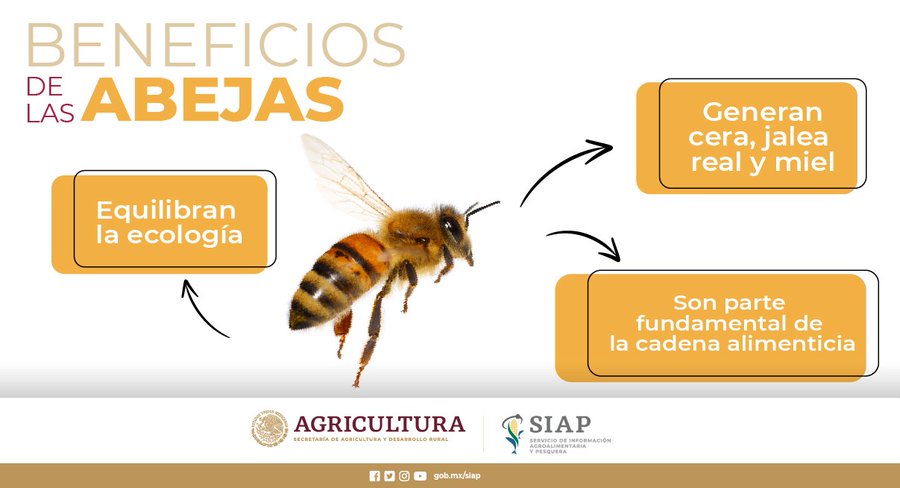 BENEFICIOS
DE
LAS ABEJAS
Equilibran
la ecología
Generan
cera, jalea
real y miel
Son parte
fundamental de
la cadena alimenticia
AGRICULTURA
SECRETARÍA DE AGRICULTURA Y DESARROLLO RURAL
SIAP
SERVICIO DE INFORMACIÓN
AGROALIMENTARIA
Y PESQUERA
gob.mx/siap